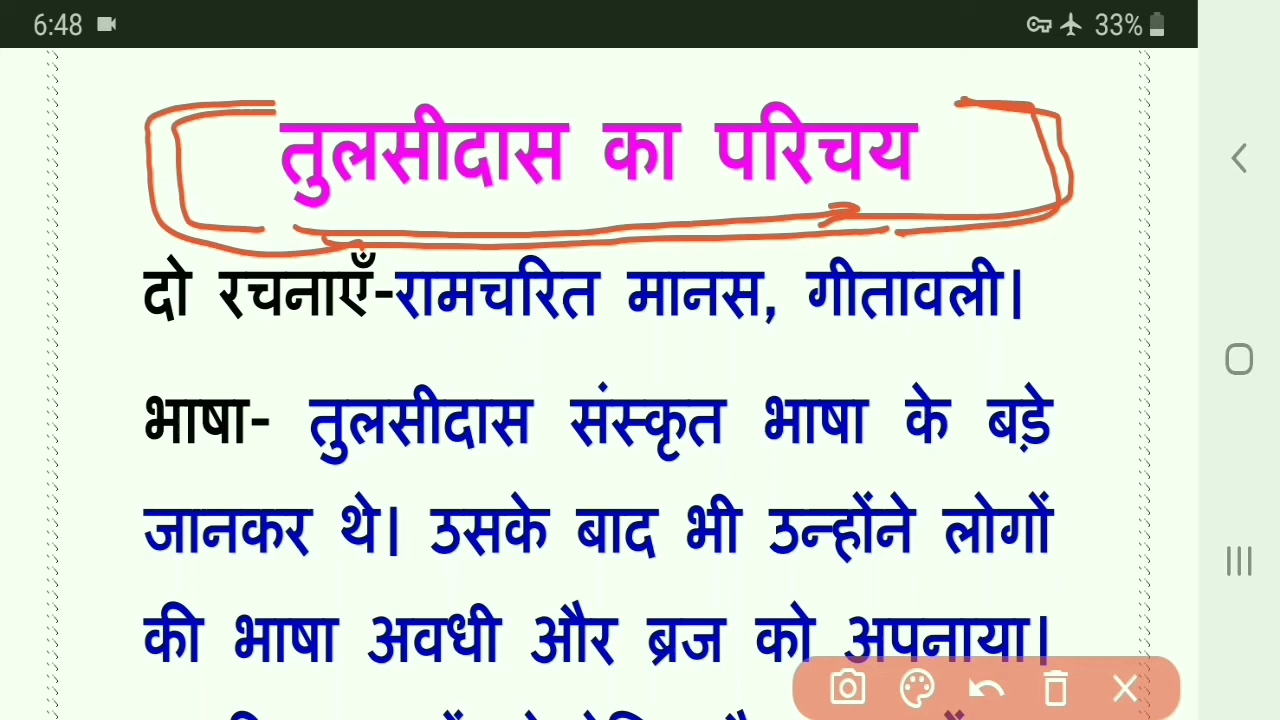 6:48 33%
तुलसीदास का परिचय
दो रचनाएँ-रामचरित मानस, गीतावली।
भाषा- तुलसीदास संस्कृत भाषा के बड़े
जानकर थे। उसके बाद भी उन्होंने लोगों
की भाषा अवधी और ब्रज को अपनाया।